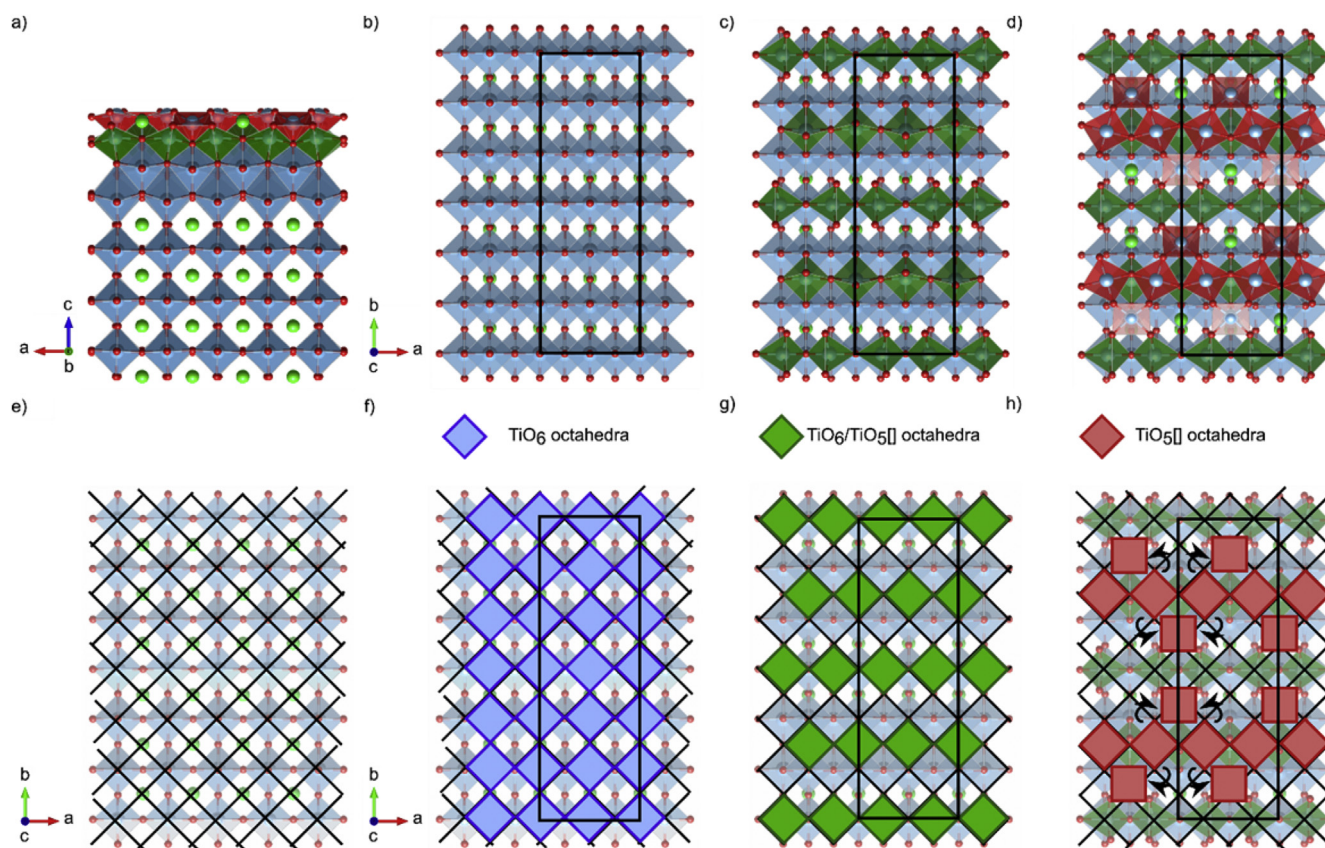 a)
b)
c)
d)
c
a
b
b
a
c
e)
f)
g)
h)
TiO6 octahedra
TiO6/TiO5[] octahedra
TiO5[] octahedra
b
a
c
b
a
c